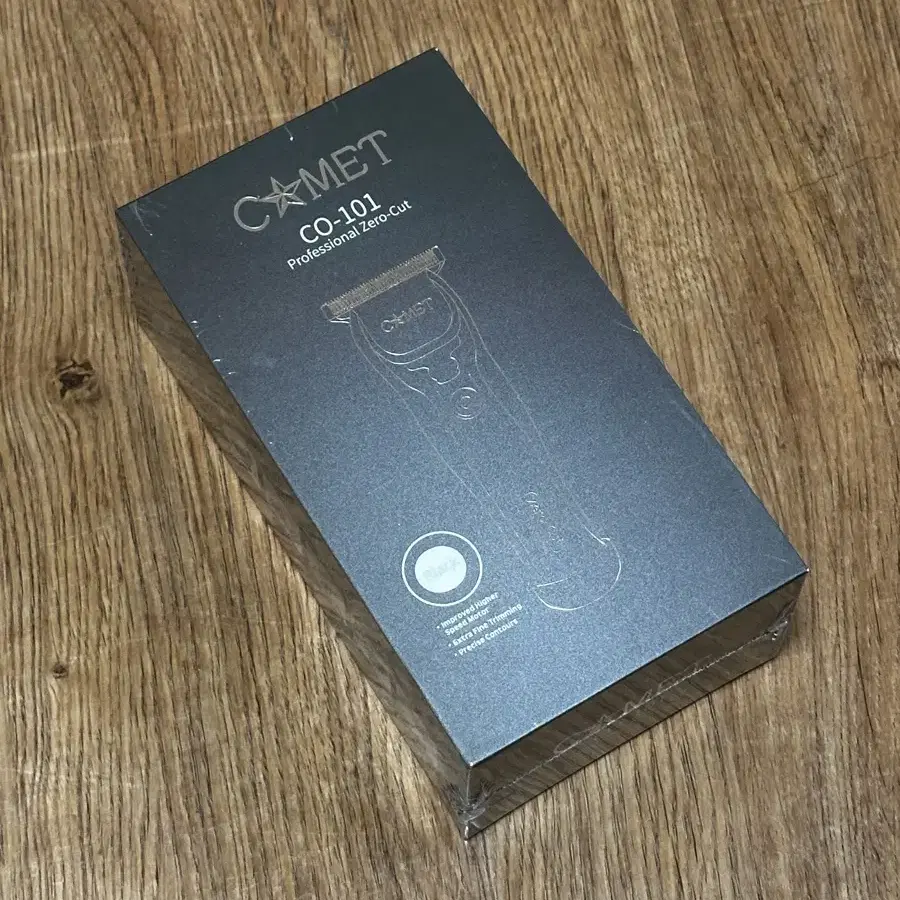 C★MET
CO-101
Professional Zero-Cut
C★MET
Black
• Improved Higher
Speed Motor
• Extra Fine Trimming
• Precise Contours